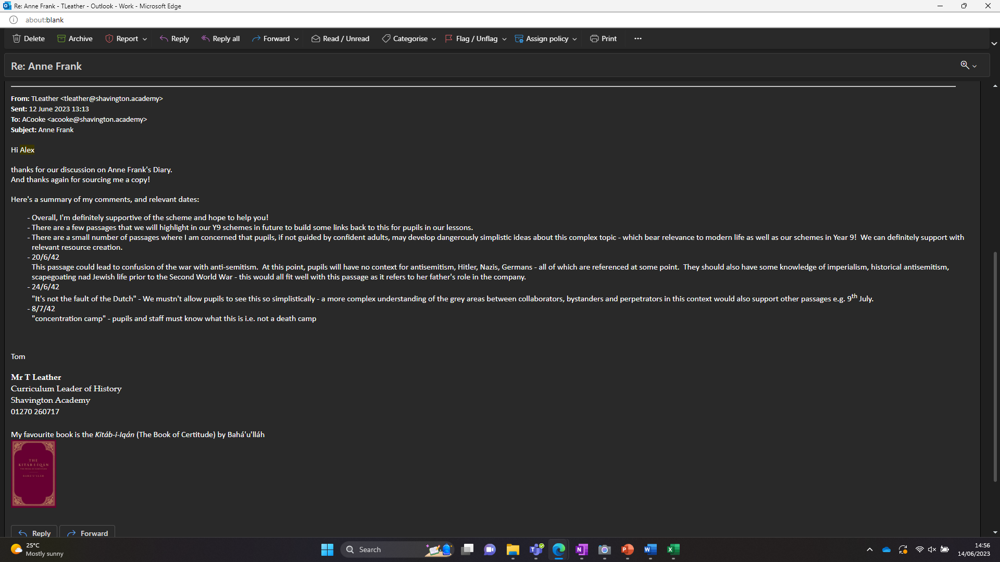 Re: Anne Frank - TLeather - Outlook - Work - Microsoft Edge
about:blank
Delete Archive Report Reply Reply all Forward Read / Unread Categorise Flag / Unflag Assign policy Print
Re: Anne Frank
From: TLeather <tleather@shavington.academy>
Sent: 12 June 2023 13:13
To: ACooke <acooke@shavington.academy>
Subject: Anne Frank
Hi Alex
thanks for our discussion on Anne Frank's Diary.
And thanks again for sourcing me a copy!
Here's a summary of my comments, and relevant dates:
- Overall, I'm definitely supportive of the scheme and hope to help you!
- There are a few passages that we will highlight in our Y9 schemes in future to build some links back to this for pupils in our lessons.
- There are a small number of passages where I am concerned that pupils, if not guided by confident adults, may develop dangerously simplistic ideas about this complex topic - which bear relevance to modern life as well as our schemes in Year 9!  We can definitely support with
relevant resource creation.
- 20/6/42
This passage could lead to confusion of the war with anti-semitism.  At this point, pupils will have no context for antisemitism, Hitler, Nazis, Germans - all of which are referenced at some point.  They should also have some knowledge of imperialism, historical antisemitism,
scapegoating nad Jewish life prior to the Second World War - this would all fit well with this passage as it refers to her father's role in the company.
- 24/6/42
"It's not the fault of the Dutch" - We mustn't allow pupils to see this so simplistically - a more complex understanding of the grey areas between collaborators, bystanders and perpetrators in this context would also support other passages e.g. 9th July.
- 8/7/42
"concentration camp" - pupils and staff must know what this is i.e. not a death camp
Tom
Mr T Leather
Curriculum Leader of History
Shavington Academy
01270 260717
My favourite book is the Kitáb-i-Iqán (The Book of Certitude) by Bahá'u'lláh
THE
KITÁB-I-ÍQÁN
THE BOOK OF CERTITUDE
BAHÁ'U'LLÁH
Reply Forward
25°C
Mostly sunny
Search
14:56
14/06/2023